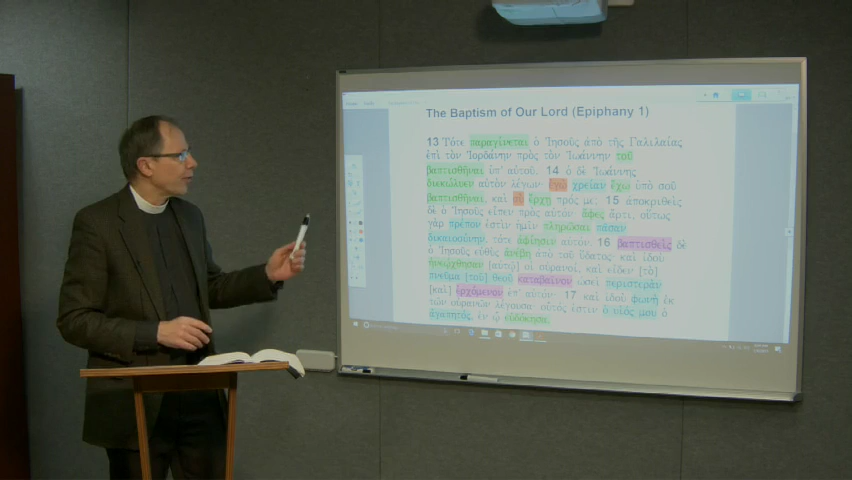 The Baptism of Our Lord (Epiphany 1)
13 Τότε παραγίνεται ὁ Ἰησοῦς ἀπὸ τῆς Γαλιλαίας
ἐπὶ τὸν Ἰορδάνην πρὸς τὸν Ἰωάννην τοῦ
βαπτισθῆναι ὑπ' αὐτοῦ. 14 ὁ δὲ Ἰωάννης
διεκώλυεν αὐτὸν λέγων· ἐγὼ χρείαν ἔχω ὑπὸ σοῦ
βαπτισθῆναι, καὶ σὺ ἔρχῃ πρός με; 15 ἀποκριθεὶς
δὲ ὁ Ἰησοῦς εἶπεν πρὸς αὐτόν· ἄφες ἄρτι, οὕτως
γὰρ πρέπον ἐστὶν ἡμῖν πληρῶσαι πᾶσαν
δικαιοσύνην. τότε ἀφίησιν αὐτόν. 16 βαπτισθεὶς δὲ
ὁ Ἰησοῦς εὐθὺς ἀνέβη ἀπὸ τοῦ ὕδατος· καὶ ἰδοὺ
ἠνεῴχθησαν [αὐτῷ] οἱ οὐρανοί, καὶ εἶδεν [τὸ]
πνεῦμα [τοῦ] θεοῦ καταβαῖνον ὡσεὶ περιστερὰν
[καὶ] ἐρχόμενον ἐπ' αὐτόν· 17 καὶ ἰδοὺ φωνὴ ἐκ
τῶν οὐρανῶν λέγουσα· οὗτός ἐστιν ὁ υἱός μου ὁ
ἀγαπητός, ἐν ᾧ εὐδόκησα.